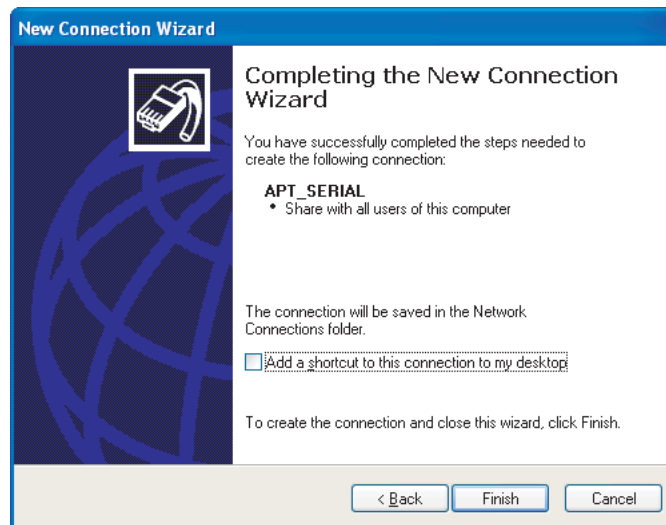 New Connection Wizard
Completing the New Connection
Wizard
You have successfully completed the steps needed to
create the following connection:
APT_SERIAL
• Share with all users of this computer
The connection will be saved in the Network
Connections folder.
Add a shortcut to this connection to my desktop
To create the connection and close this wizard, click Finish.
< Back
Finish
Cancel